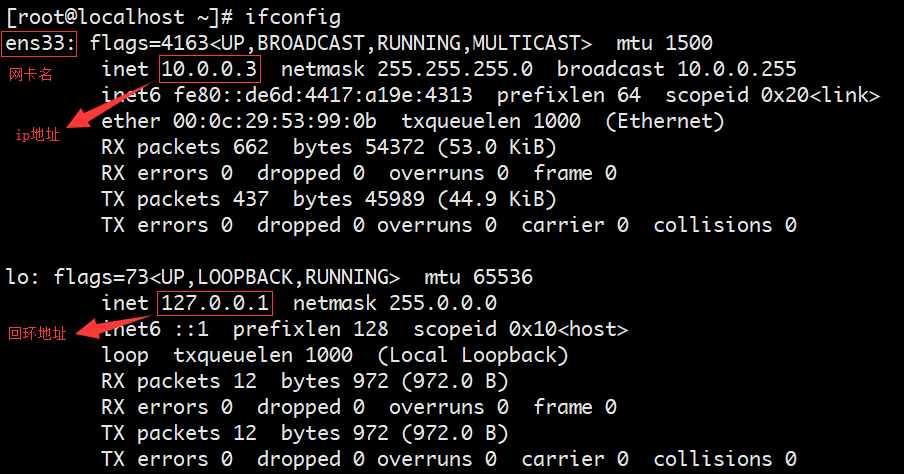 [root@localhost ~]# ifconfig
ens33: flags=4163<UP,BROADCAST,RUNNING,MULTICAST>  mtu 1500
网卡名
inet 10.0.0.3  netmask 255.255.255.0  broadcast 10.0.0.255
inet6 fe80::de6d:4417:a19e:4313  prefixlen 64  scopeid 0x20<link>
ether 00:0c:29:53:99:0b  txqueuelen 1000  (Ethernet)
ip地址
RX packets 662  bytes 54372 (53.0 KiB)
RX errors 0  dropped 0  overruns 0  frame 0
TX packets 437  bytes 45989 (44.9 KiB)
TX errors 0  dropped 0 overruns 0  carrier 0  collisions 0
lo: flags=73<UP,LOOPBACK,RUNNING>  mtu 65536
inet 127.0.0.1  netmask 255.0.0.0
inet6 ::1  prefixlen 128  scopeid 0x10<host>
回环地址
loop  txqueuelen 1000  (Local Loopback)
RX packets 12  bytes 972 (972.0 B)
RX errors 0  dropped 0  overruns 0  frame 0
TX packets 12  bytes 972 (972.0 B)
TX errors 0  dropped 0 overruns 0  carrier 0  collisions 0